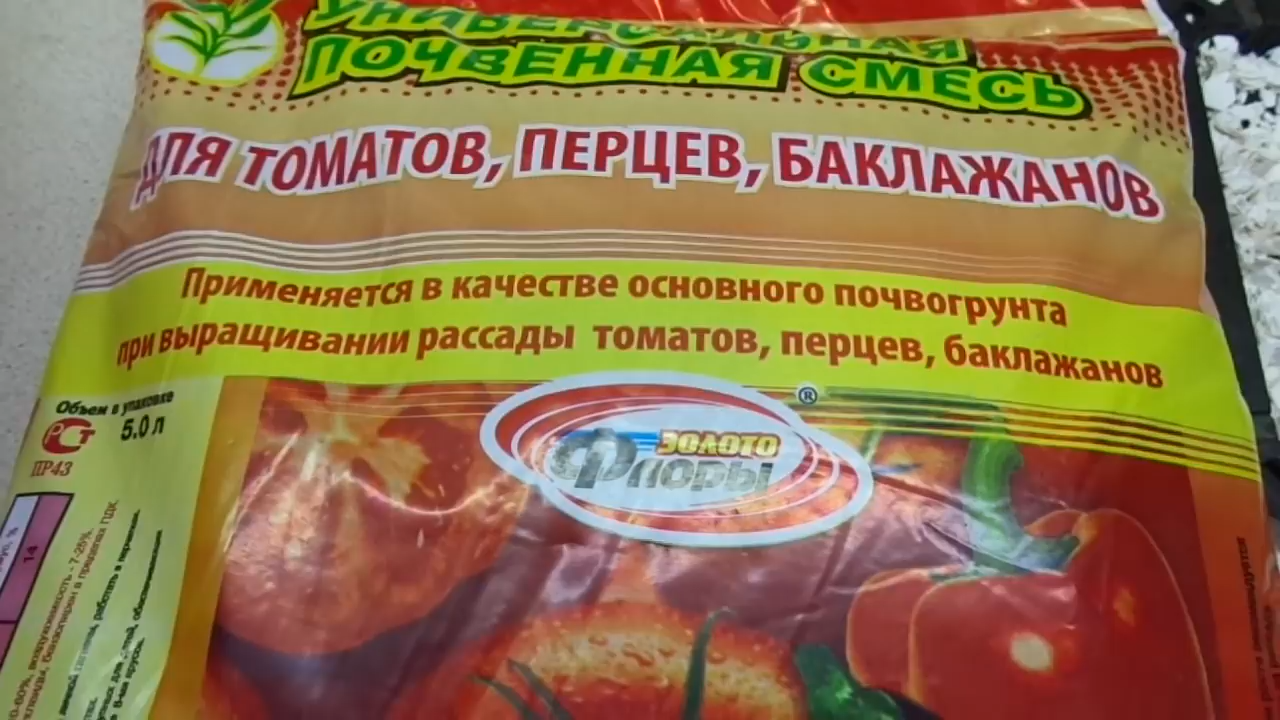 УНИВЕРСАЛЬНАЯ
ПОЧВЕННАЯ СМЕСЬ
ДЛЯ ТОМАТОВ, ПЕРЦЕВ, БАКЛАЖАНОВ
Применяется в качестве основного почвогрунта
при выращивании рассады томатов, перцев, баклажанов
Объем в упаковке
5.0 л
РСТ
ПР43
®
ЗОЛОТО
Флоры
14